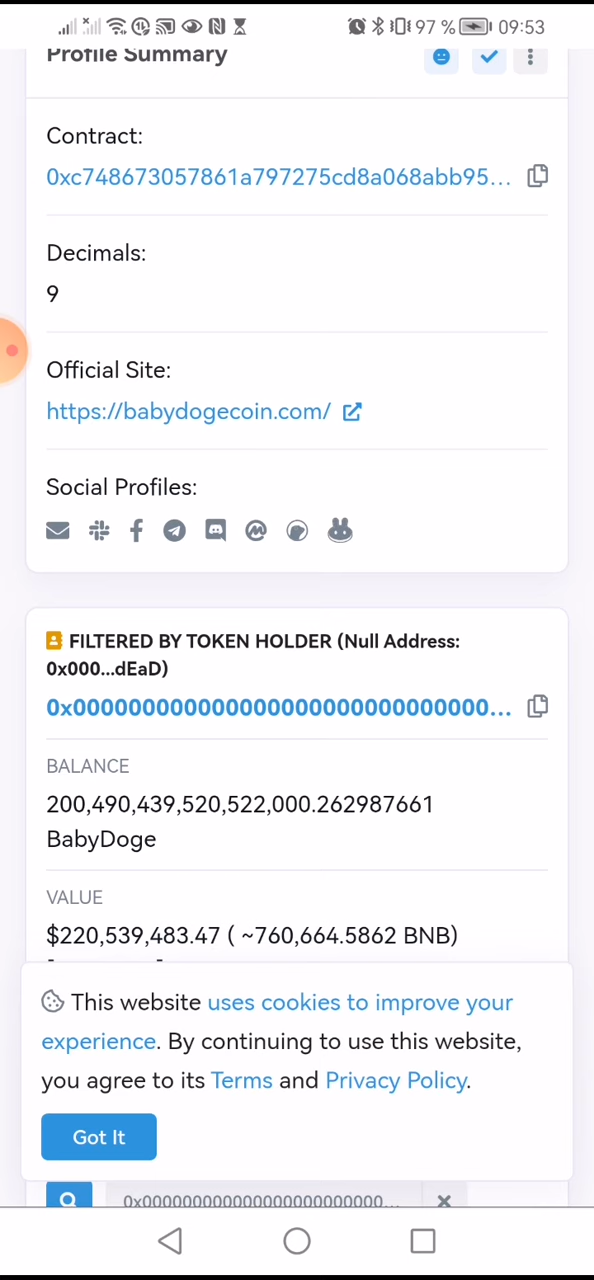 97 % 09:53
Profile Summary
Contract:
0xc748673057861a797275cd8a068abb95...
Decimals:
9
Official Site:
https://babydogecoin.com/
Social Profiles:
FILTERED BY TOKEN HOLDER (Null Address:
0x000...dEaD)
0x00000000000000000000000000000000...
BALANCE
200,490,439,520,522,000.262987661
BabyDoge
VALUE
$220,539,483.47 ( ~760,664.5862 BNB)
This website uses cookies to improve your
experience. By continuing to use this website,
you agree to its Terms and Privacy Policy.
Got It
0x0000000000000000000000000...